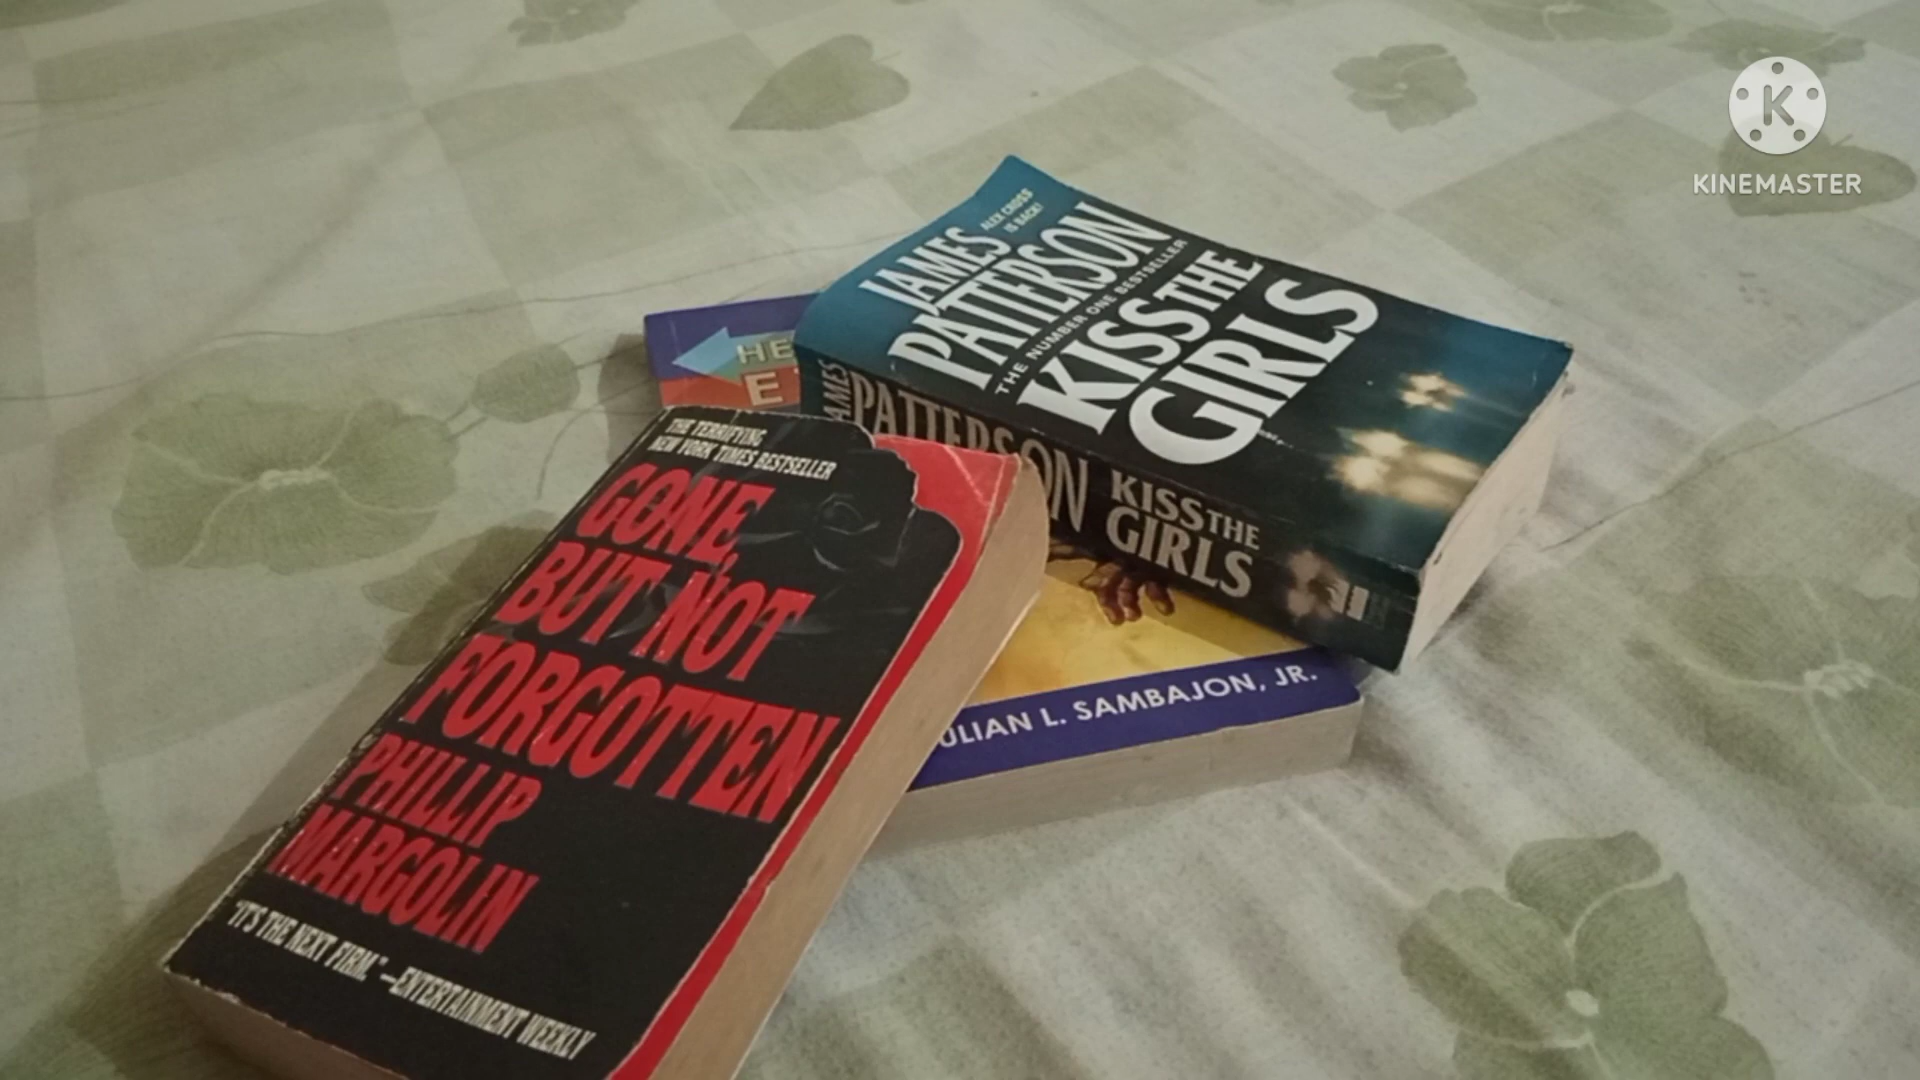 KINEMASTER
ALEX CROSS
IS BACK!
JAMES
PATTERSON
THE NUMBER ONE BESTSELLER
KISS THE
GIRLS
PATTERSON
KISS THE
GIRLS
THE TERRIFYING
NEW YORK TIMES BESTSELLER
GONE,
BUT NOT
FORGOTTEN
PHILLIP
MARGOLIN
"IT'S THE NEXT FIRM."—ENTERTAINMENT WEEKLY
L. SAMBAJON, JR.